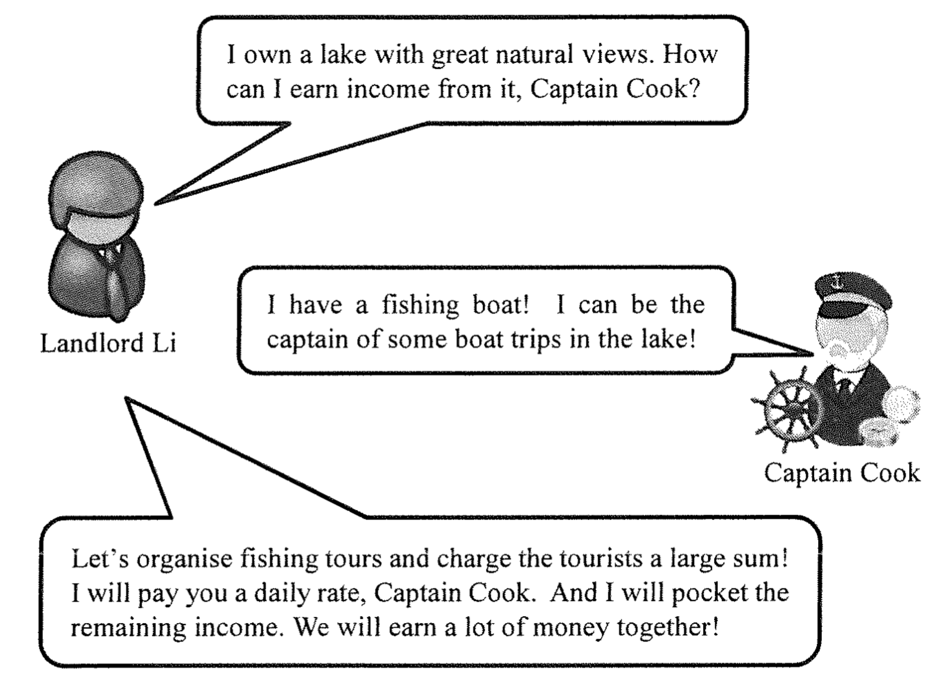 I own a lake with great natural views. How
can I earn income from it, Captain Cook?
Landlord Li
I have a fishing boat! I can be the
captain of some boat trips in the lake!
Captain Cook
Let's organise fishing tours and charge the tourists a large sum!
I will pay you a daily rate, Captain Cook. And I will pocket the
remaining income. We will earn a lot of money together!